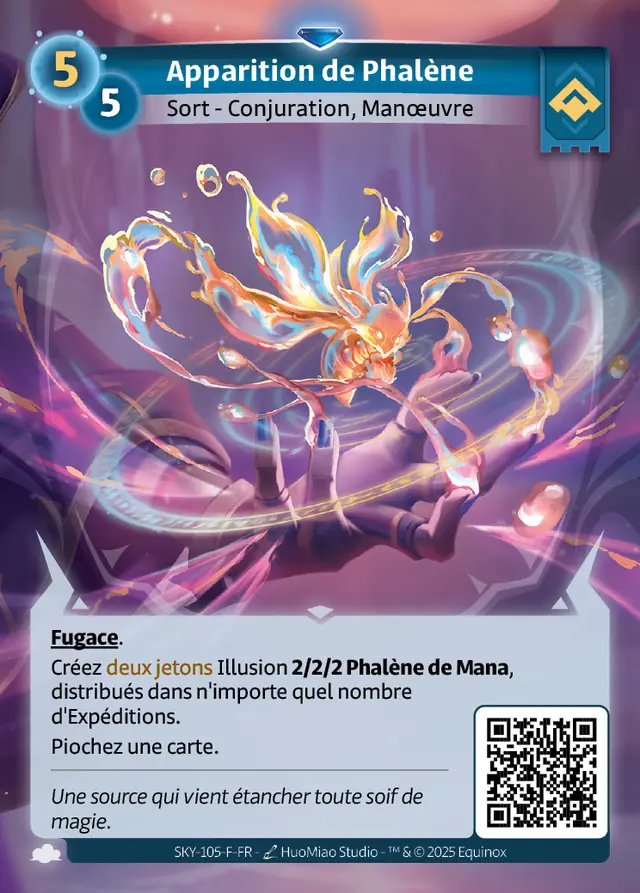 5
5
Apparition de Phalène
Sort - Conjuration, Manœuvre
Fugace.
Créez deux jetons Illusion 2/2/2 Phalène de Mana,
distribués dans n'importe quel nombre
d'Expéditions.
Piochez une carte.
Une source qui vient étancher toute soif de
magie.
SKY-105-F-FR - HuoMiao Studio - ™ & © 2025 Equinox